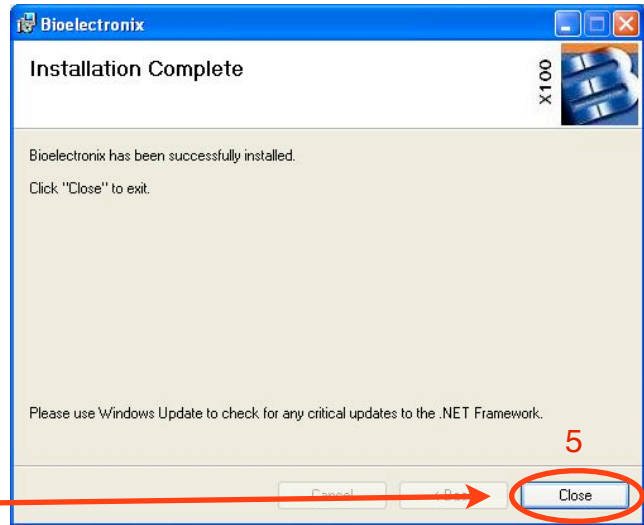 Bioelectronix
Installation Complete
X100
Bioelectronix has been successfully installed.
Click "Close" to exit.
Please use Windows Update to check for any critical updates to the .NET Framework.
5
Cancel Close